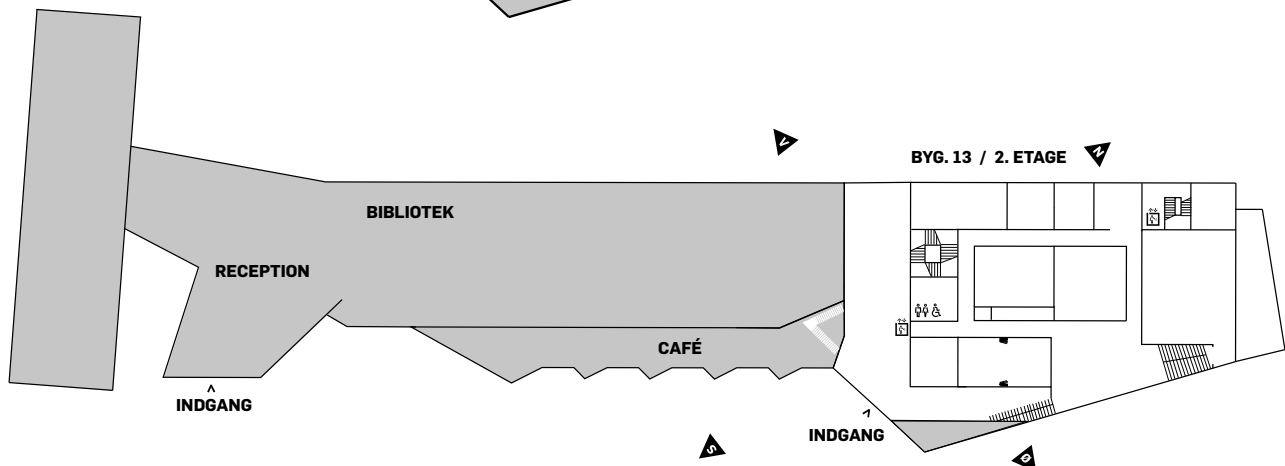 V
BYG. 13 / 2. ETAGE
N
BIBLIOTEK
RECEPTION
CAFÉ
INDGANG
INDGANG
S
Ø